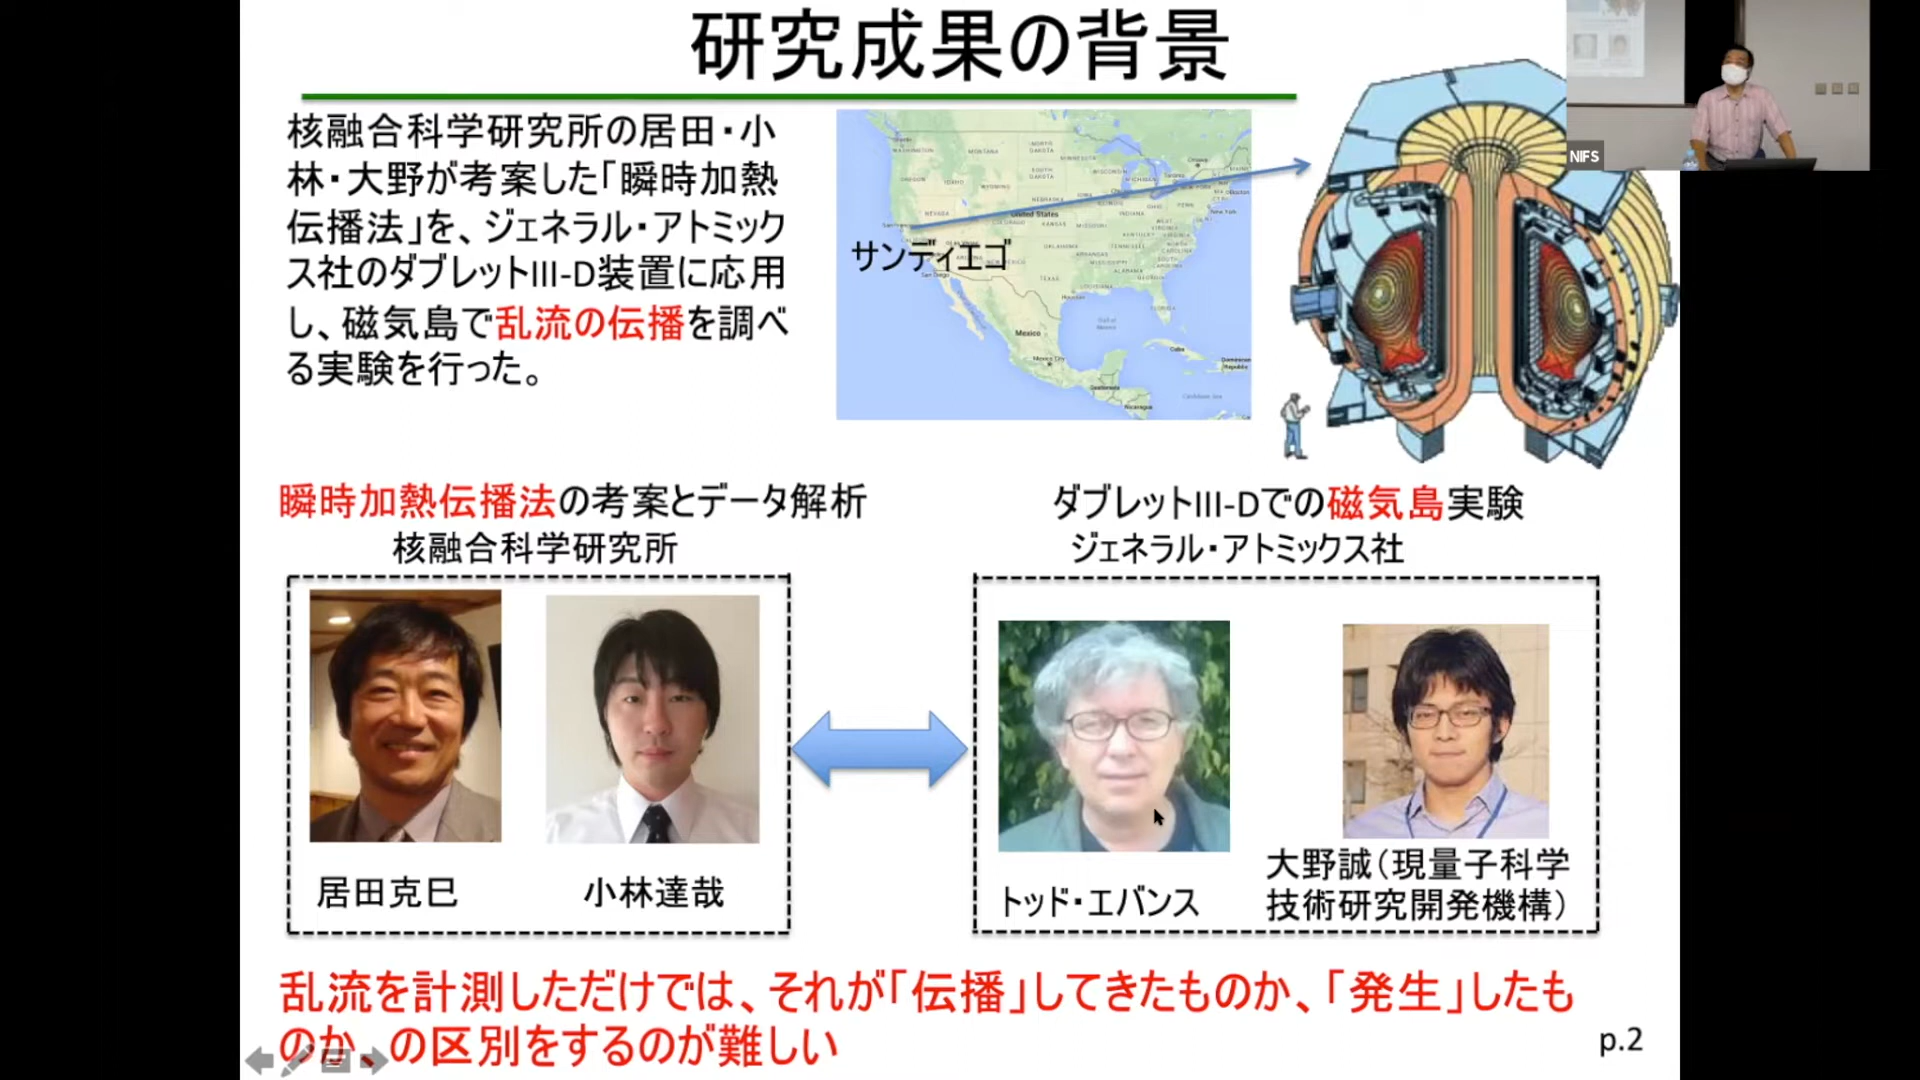 研究成果の背景
核融合科学研究所の居田・小
林・大野が考案した「瞬時加熱
伝播法」を、ジェネラル・アトミック
ス社のダブレットIII-D装置に応用
し、磁気島で乱流の伝播を調べ
る実験を行った。
United States
サンディエゴ
San Diego
Mexico
Mexico City
Cuba
NIFS
瞬時加熱伝播法の考案とデータ解析
核融合科学研究所
ダブレットIII-Dでの磁気島実験
ジェネラル・アトミックス社
居田克巳
小林達哉
トッド・エバンス
大野誠（現量子科学
技術研究開発機構）
乱流を計測しただけでは、それが「伝播」してきたものか、「発生」したも
のか、の区別をするのが難しい
p.2